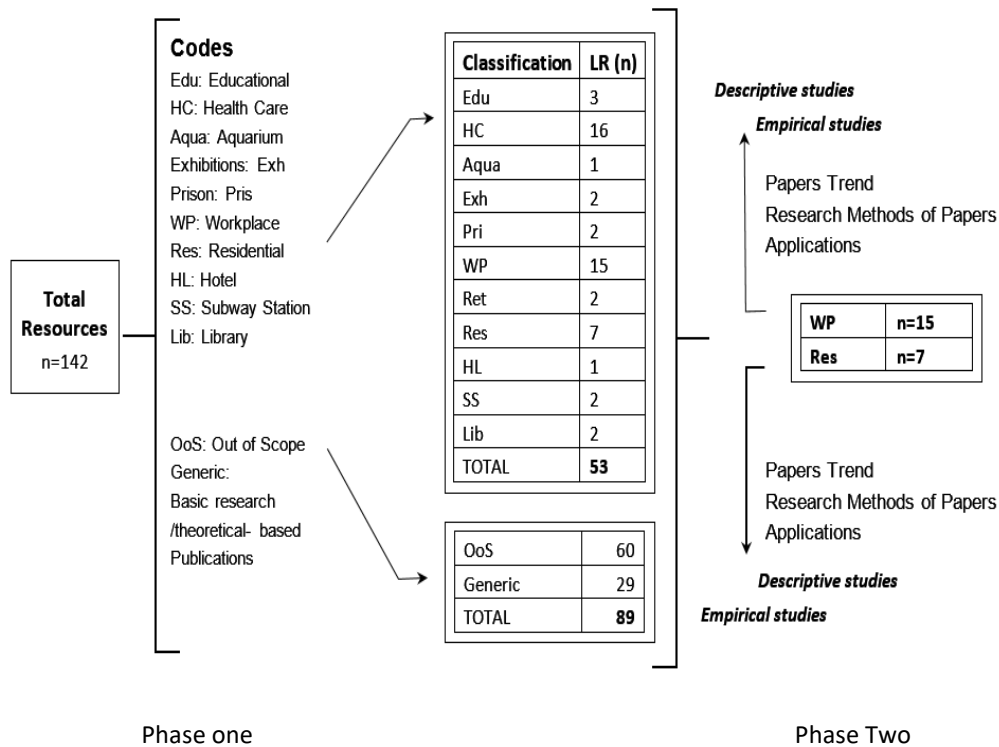 Total
Resources
n=142
Codes
Edu: Educational
HC: Health Care
Aqua: Aquarium
Exhibitions: Exh
Prison: Pris
WP: Workplace
Res: Residential
HL: Hotel
SS: Subway Station
Lib: Library
OoS: Out of Scope
Generic:
Basic research
/theoretical- based
Publications
Classification LR (n)
Edu 3
HC 16
Aqua 1
Exh 2
Pri 2
WP 15
Ret 2
Res 7
HL 1
SS 2
Lib 2
TOTAL 53
OoS 60
Generic 29
TOTAL 89
Descriptive studies
Empirical studies
Papers Trend
Research Methods of Papers
Applications
WP n=15
Res n=7
Papers Trend
Research Methods of Papers
Applications
Descriptive studies
Empirical studies
Phase one
Phase Two